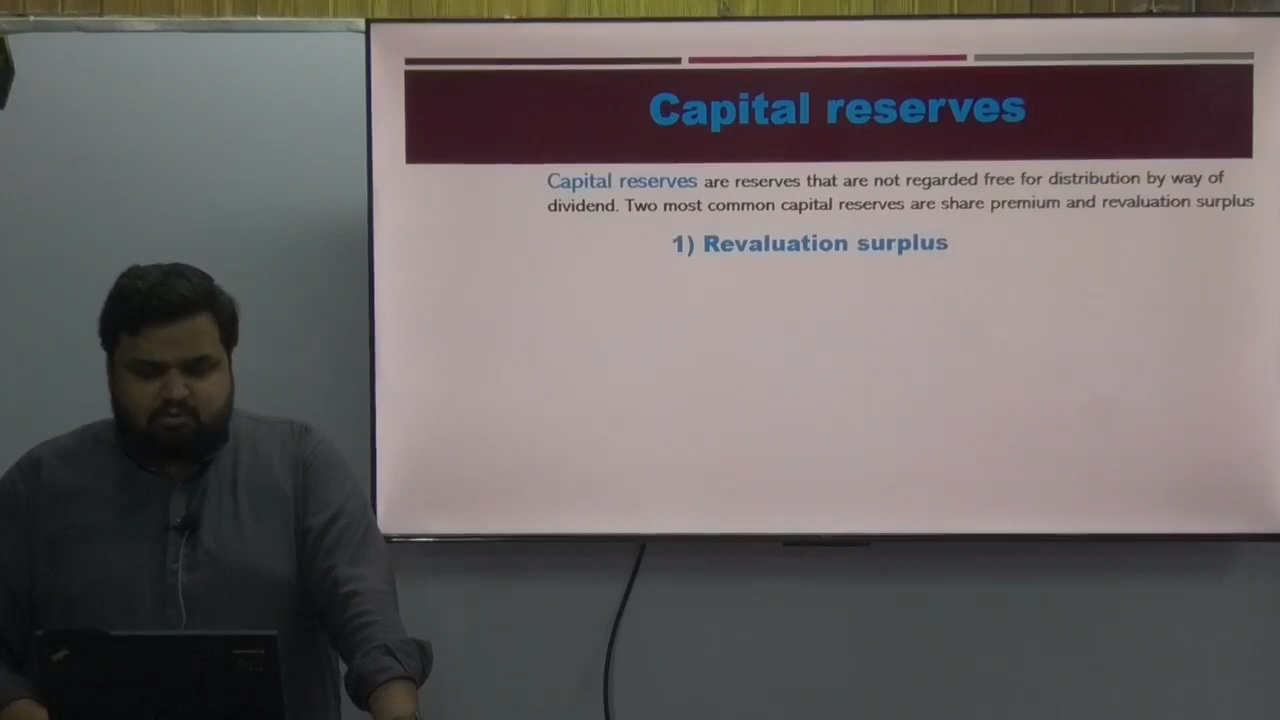 Capital reserves
Capital reserves are reserves that are not regarded free for distribution by way of
dividend. Two most common capital reserves are share premium and revaluation surplus
1) Revaluation surplus